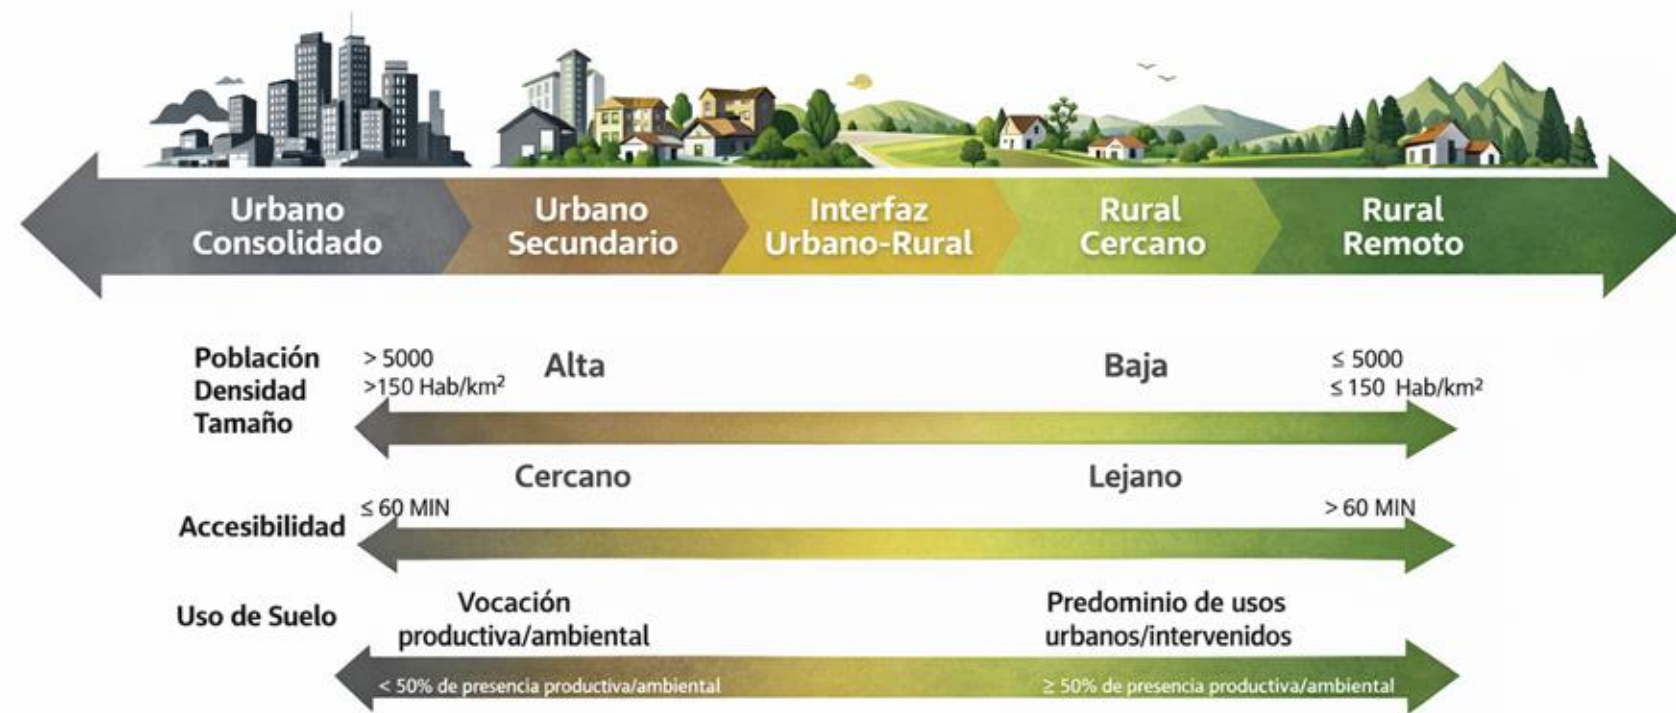 Urbano
Consolidado
Urbano
Secundario
Interfaz
Urbano-Rural
Rural
Cercano
Rural
Remoto
Población
Densidad
Tamaño
> 5000
>150 Hab/km²
Alta
Baja
≤ 5000
≤ 150 Hab/km²
Accesibilidad
≤ 60 MIN
Cercano
Lejano
> 60 MIN
Uso de Suelo
Vocación
productiva/ambiental
Predominio de usos
urbanos/intervenidos
< 50% de presencia productiva/ambiental
≥ 50% de presencia productiva/ambiental